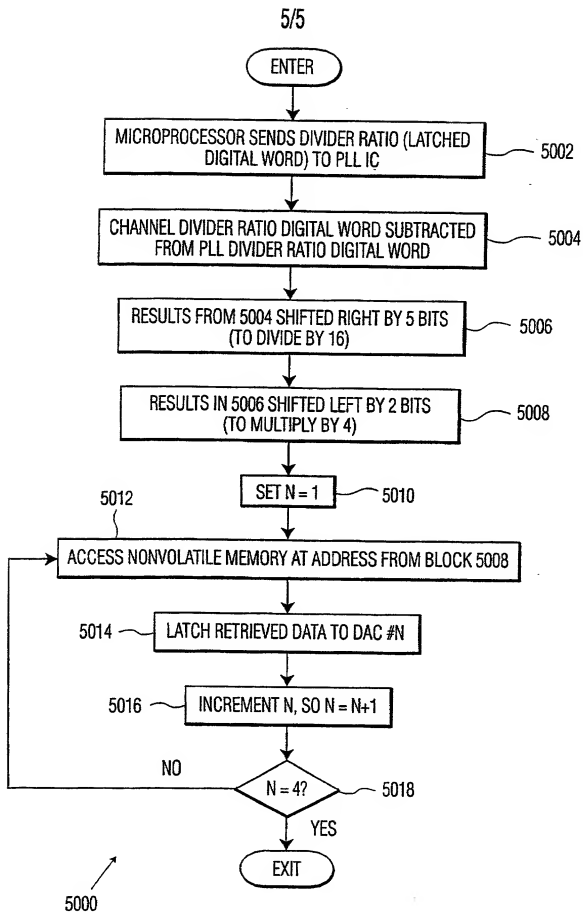 5/5
ENTER
MICROPROCESSOR SENDS DIVIDER RATIO (LATCHED
DIGITAL WORD) TO PLL IC
5002
CHANNEL DIVIDER RATIO DIGITAL WORD SUBTRACTED
FROM PLL DIVIDER RATIO DIGITAL WORD
5004
RESULTS FROM 5004 SHIFTED RIGHT BY 5 BITS
(TO DIVIDE BY 16)
5006
RESULTS IN 5006 SHIFTED LEFT BY 2 BITS
(TO MULTIPLY BY 4)
5008
SET N = 1
5010
5012
ACCESS NONVOLATILE MEMORY AT ADDRESS FROM BLOCK 5008
5014
LATCH RETRIEVED DATA TO DAC #N
5016
INCREMENT N, SO N = N+1
NO
N = 4?
5018
YES
EXIT
5000